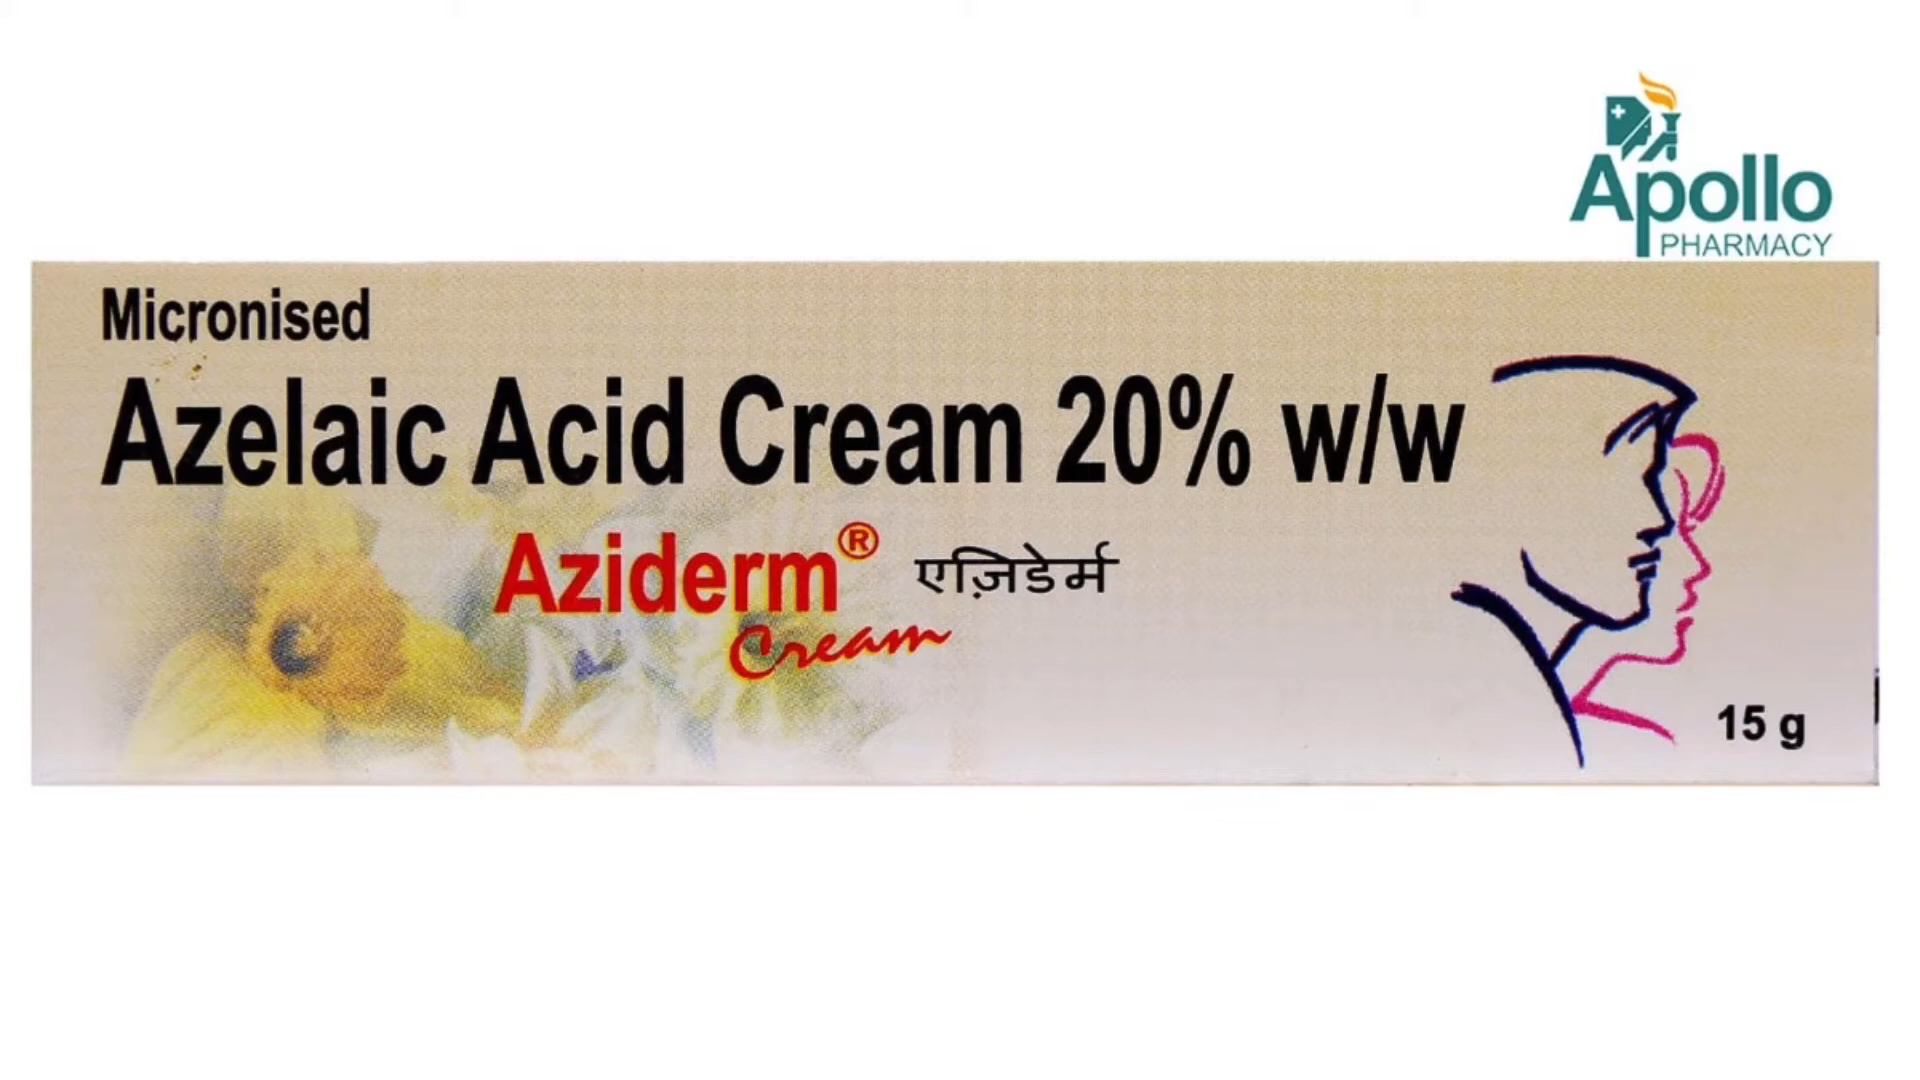 Apollo
PHARMACY
Micronised
Azelaic Acid Cream 20% w/w
Aziderm® एज़िडेर्म
Cream
15 g